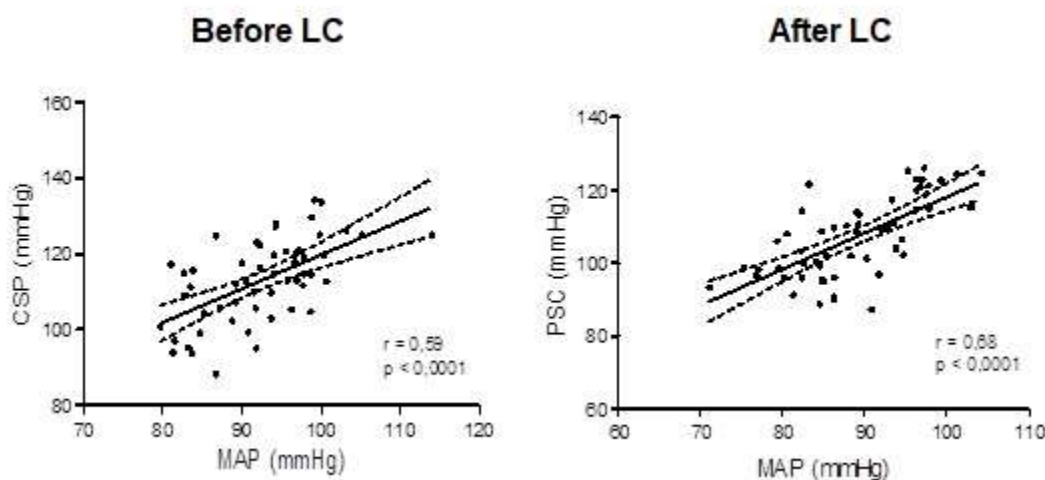 Before LC
After LC
160
140
120
100
80
CSP (mmHg)
r = 0,59
p < 0,0001
70
80
90
100
110
120
MAP (mmHg)
140
120
100
80
60
PSC (mmHg)
r = 0,68
p < 0,0001
60
70
80
90
100
110
MAP (mmHg)